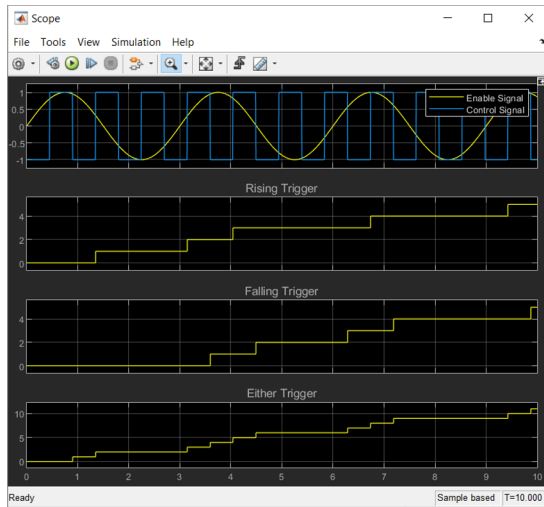 Scope
File Tools View Simulation Help
Enable Signal
Control Signal
1
0.5
0
-0.5
-1
Rising Trigger
4
2
0
Falling Trigger
4
2
0
Either Trigger
10
5
0
0 1 2 3 4 5 6 7 8 9 10
Ready Sample based T=10.000